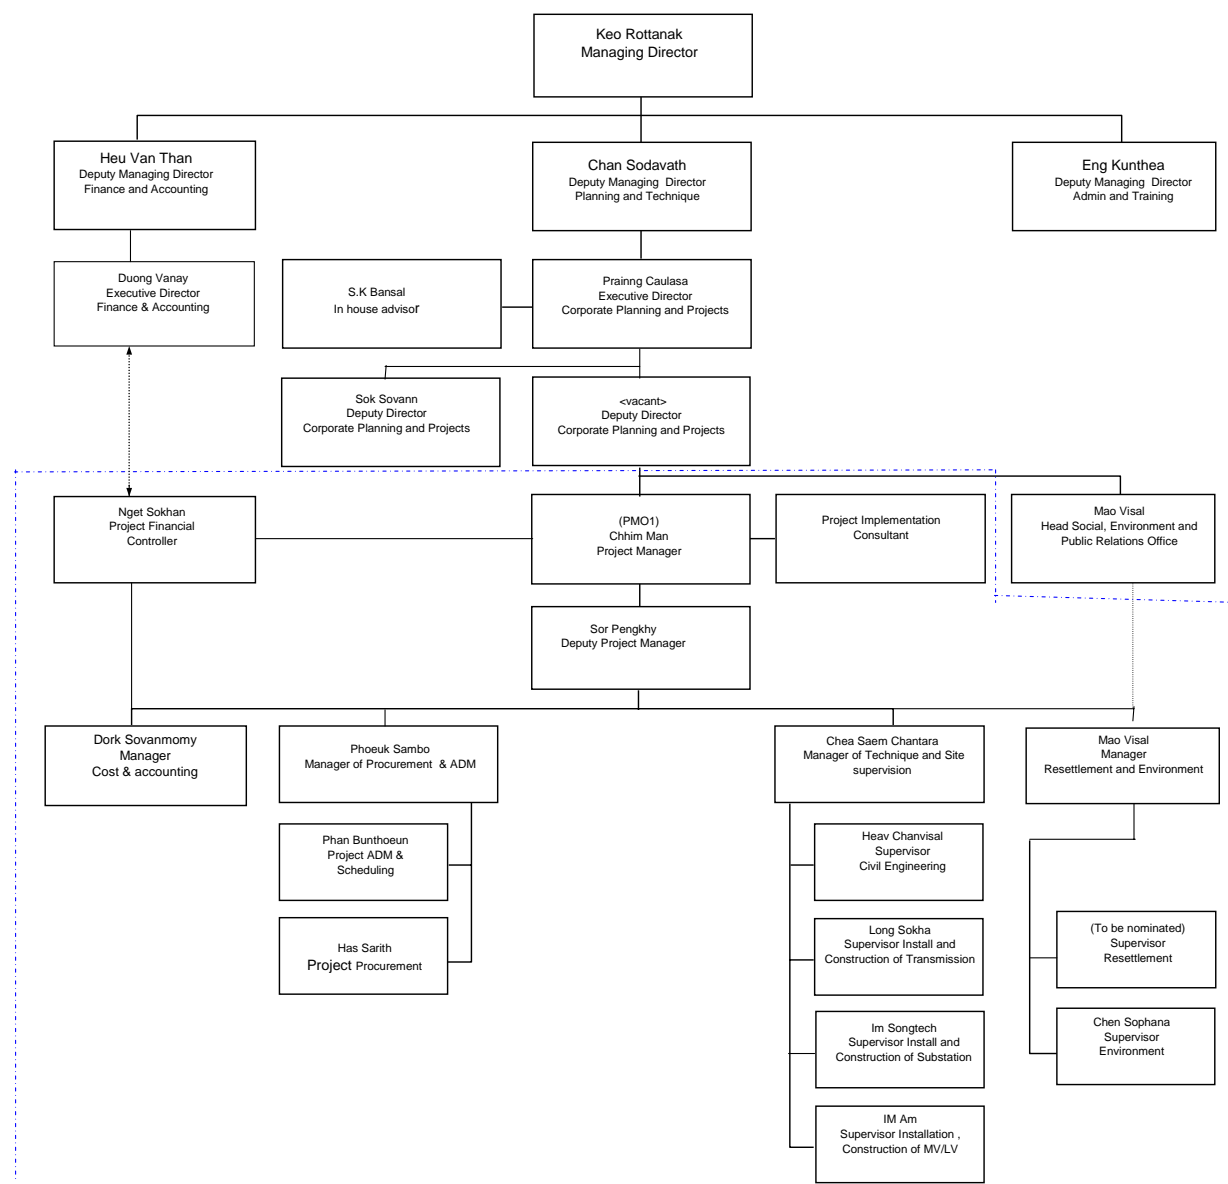 Keo Rottanak
Managing Director
Heu Van Than
Deputy Managing Director
Finance and Accounting
Chan Sodavath
Deputy Managing Director
Planning and Technique
Eng Kunthea
Deputy Managing Director
Admin and Training
Duong Vanay
Executive Director
Finance & Accounting
S.K Bansal
In house advisor
Prainng Caulasa
Executive Director
Corporate Planning and Projects
Sok Sovann
Deputy Director
Corporate Planning and Projects
<vacant>
Deputy Director
Corporate Planning and Projects
Nget Sokhan
Project Financial
Controller
(PMO1)
Chhim Man
Project Manager
Project Implementation
Consultant
Mao Visal
Head Social, Environment and
Public Relations Office
Sor Pengkhy
Deputy Project Manager
Dork Sovanmomy
Manager
Cost & accounting
Phoeuk Sambo
Manager of Procurement & ADM
Chea Saem Chantara
Manager of Technique and Site
supervision
Mao Visal
Manager
Resettlement and Environment
Phan Bunthoeun
Project ADM &
Scheduling
Has Sarith
Project Procurement
Heav Chanvisal
Supervisor
Civil Engineering
Long Sokha
Supervisor Install and
Construction of Transmission
Im Songtech
Supervisor Install and
Construction of Substation
IM Am
Supervisor Installation ,
Construction of MV/LV
(To be nominated)
Supervisor
Resettlement
Chen Sophana
Supervisor
Environment